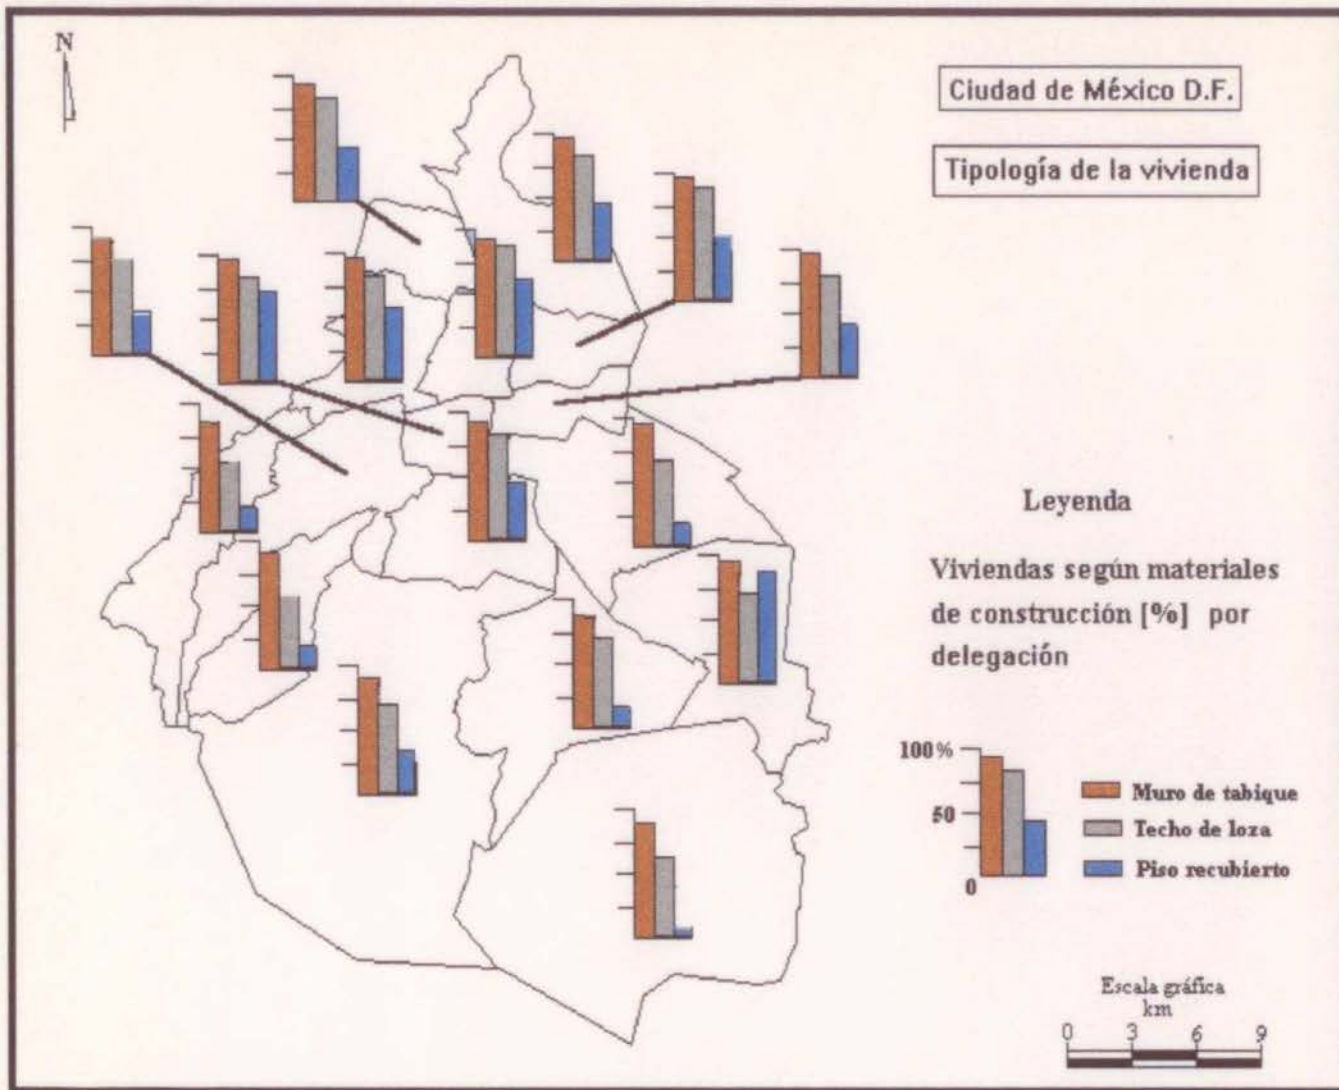 N
Ciudad de México D.F.
Tipología de la vivienda
Leyenda
Viviendas según materiales
de construcción [%] por
delegación
100%
50
0
Muro de tabique
Techo de loza
Piso recubierto
Escala gráfica
km
0 3 6 9